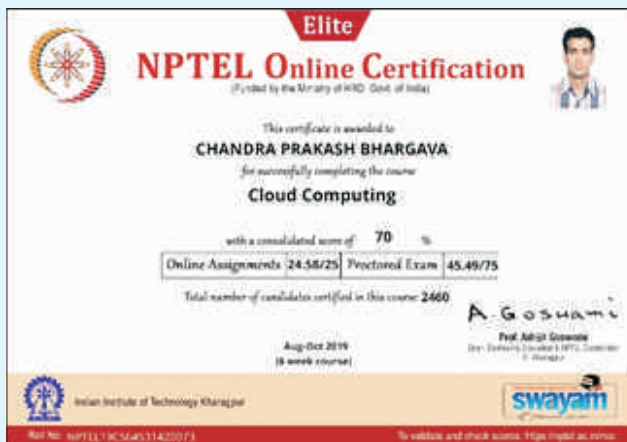 Elite
NPTEL Online Certification
(Funded by the Ministry of HRD, Govt. of India)
This certificate is awarded to
CHANDRA PRAKASH BHARGAVA
for successfully completing the course
Cloud Computing
with a consolidated score of 70 %
Online Assignments 24.58/25 Proctored Exam 45.49/75
Total number of candidates certified in this course: 2460
A. Goswami
Prof. Adrijit Goswami
Aug-Oct 2019
(8 week course)
Indian Institute of Technology Kharagpur
swayam
Roll No:
To validate and check scores: